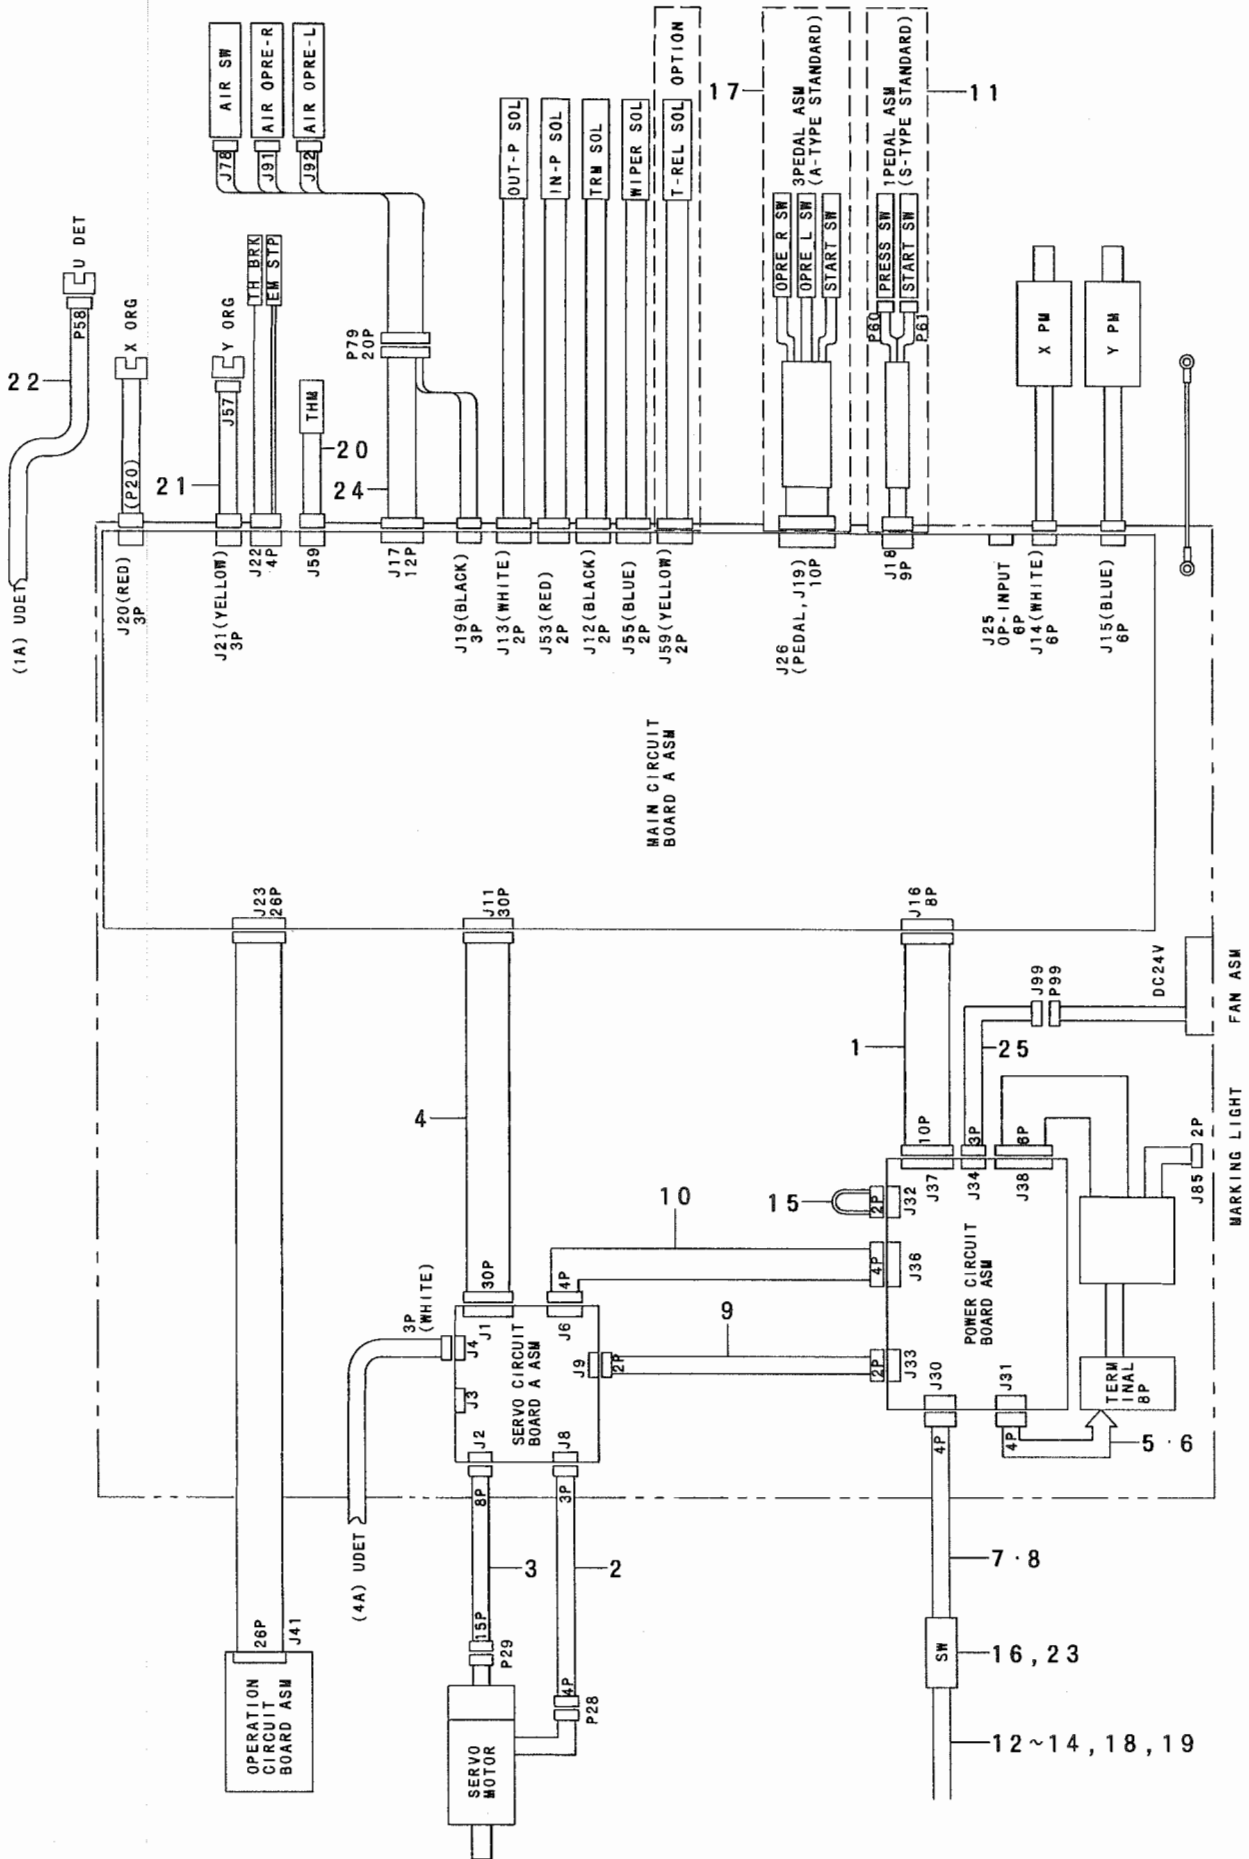 22
(1A) UDET
P58
U DET
X ORG
(P20)
J20(RED)
3P
21
J57
Y ORG
J21(YELLOW)
3P
TH BRK
EM STP
J22
4P
THM
20
J59
AIR SW
AIR OPRE-R
AIR OPRE-L
J78
J91
J92
P79
20P
24
J17
12P
J19(BLACK)
3P
OUT-P SOL
J13(WHITE)
2P
IN-P SOL
J53(RED)
2P
TRM SOL
J12(BLACK)
2P
WIPER SOL
J55(BLUE)
2P
T-REL SOL
OPTION
J59(YELLOW)
2P
17
3PEDAL ASM
(A-TYPE STANDARD)
OPRE R SW
OPRE L SW
START SW
J26
(PEDAL,J19)
10P
11
1PEDAL ASM
(S-TYPE STANDARD)
PRESS SW
START SW
P60
P61
J18
9P
J25
OP-INPUT
6P
X PM
J14(WHITE)
6P
Y PM
J15(BLUE)
6P
MAIN CIRCUIT
BOARD A ASM
J23
26P
J11
30P
J16
8P
4
1
25
J99
P99
DC24V
FAN ASM
10P
3P
6P
J37
J34
J38
15
2P
J32
10
4P
J36
9
2P
J33
POWER CIRCUIT
BOARD ASM
J30
J31
4P
4P
TERM
INAL
8P
5·6
J85
2P
MARKING LIGHT
3P
(WHITE)
30P
4P
J4
J1
J6
J3
J9
2P
SERVO CIRCUIT
BOARD A ASM
J2
J8
8P
3P
(4A) UDET
3
2
15P
P29
4P
P28
SERVO
MOTOR
26P
J41
OPERATION
CIRCUIT
BOARD ASM
7·8
SW
16,23
12~14,18,19